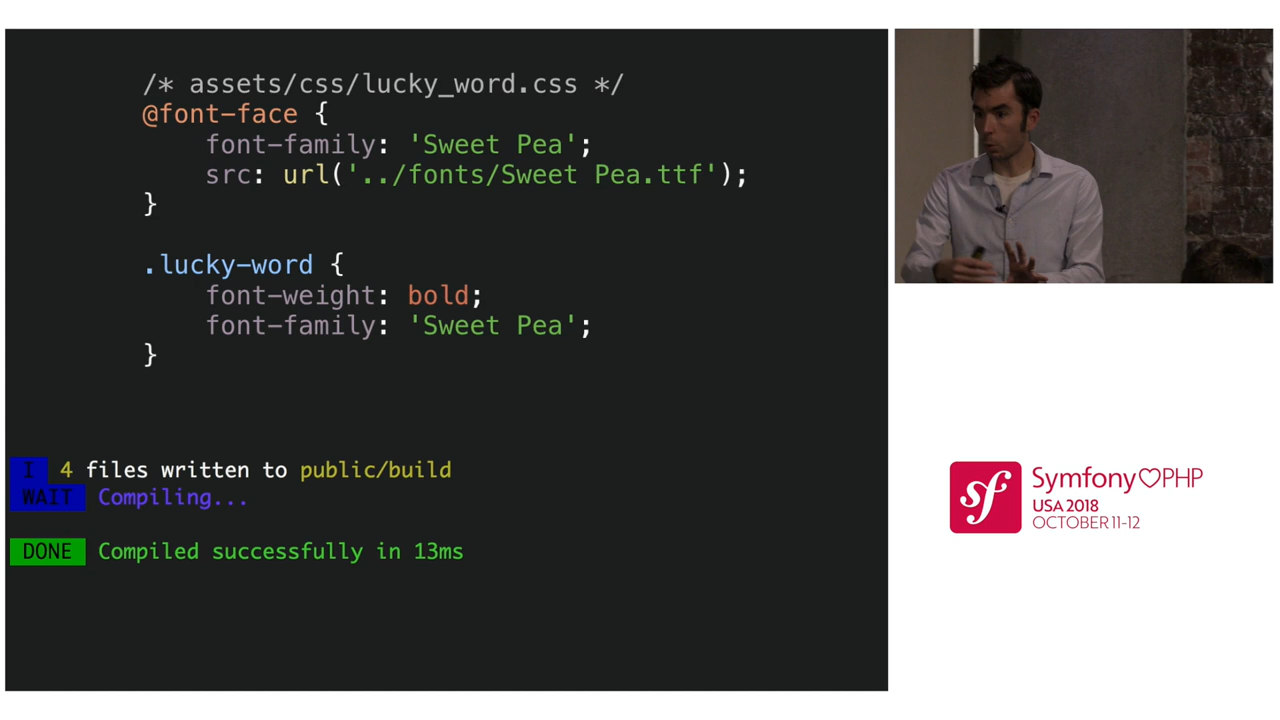 /* assets/css/lucky_word.css */
@font-face {
font-family: 'Sweet Pea';
src: url('../fonts/Sweet Pea.ttf');
}
.lucky-word {
font-weight: bold;
font-family: 'Sweet Pea';
}
I 4 files written to public/build
WAIT Compiling...
DONE Compiled successfully in 13ms
sf
Symfony♡PHP
USA 2018
OCTOBER 11-12